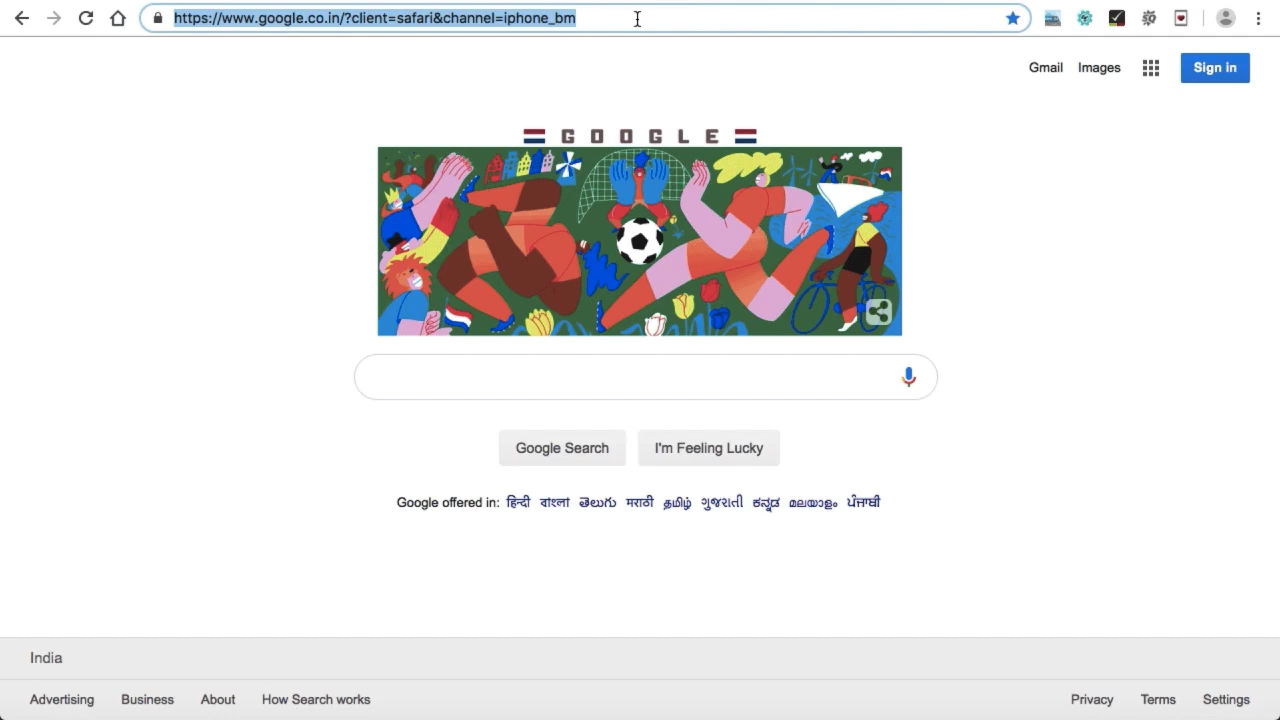 https://www.google.co.in/?client=safari&channel=iphone_bm
Gmail Images Sign in
GOOGLE
Google Search I'm Feeling Lucky
Google offered in: हिन्दी বাংলা తెలుగు मराठी தமிழ் ગુજરાતી ಕನ್ನಡ മലയാളം ਪੰਜਾਬੀ
India
Advertising Business About How Search works Privacy Terms Settings